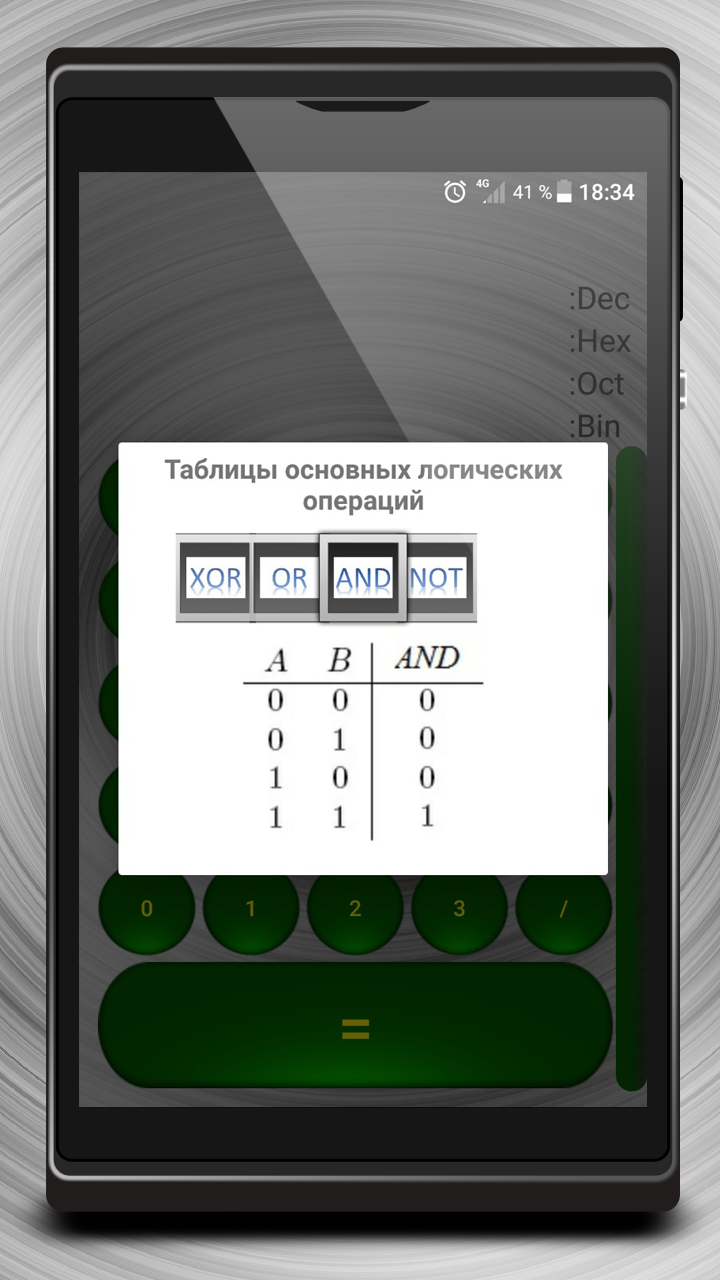 4G 41 % 18:34
:Dec
:Hex
:Oct
:Bin
Таблицы основных логических
операций
XOR OR AND NOT
A B AND
0 0 0
0 1 0
1 0 0
1 1 1
0 1 2 3 /
=